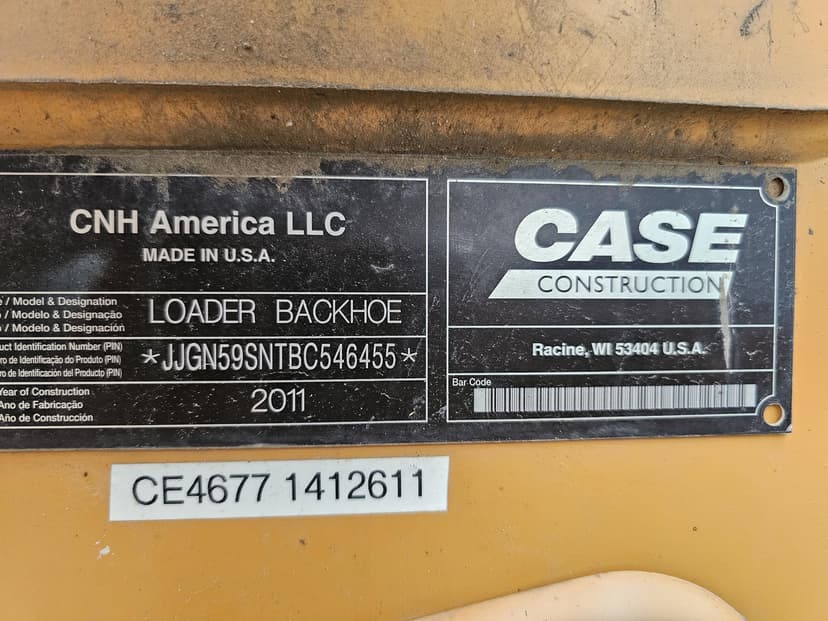 CNH America LLC
MADE IN U.S.A.
/ Model & Designation
/ Modelo & Designação
/ Modelo & Designación
LOADER BACKHOE
uct Identification Number (PIN)
ro de Identificação do Produto (PIN)
ro de Identificación del Producto (PIN)
*JJGN59SNTBC546455*
Year of Construction
Ano de Fabricação
Año de Construcción
2011
CASE
CONSTRUCTION
Racine, WI 53404 U.S.A.
Bar Code
CE4677 1412611